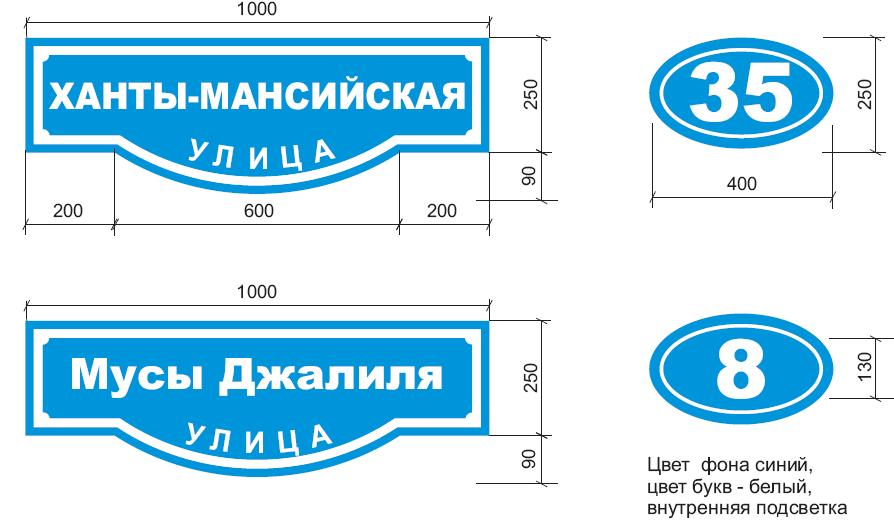 1000
ХАНТЫ-МАНСИЙСКАЯ
УЛИЦА
250
90
200
600
200
35
250
400
1000
Мусы Джалиля
УЛИЦА
250
90
8
130
Цвет фона синий,
цвет букв - белый,
внутренняя подсветка